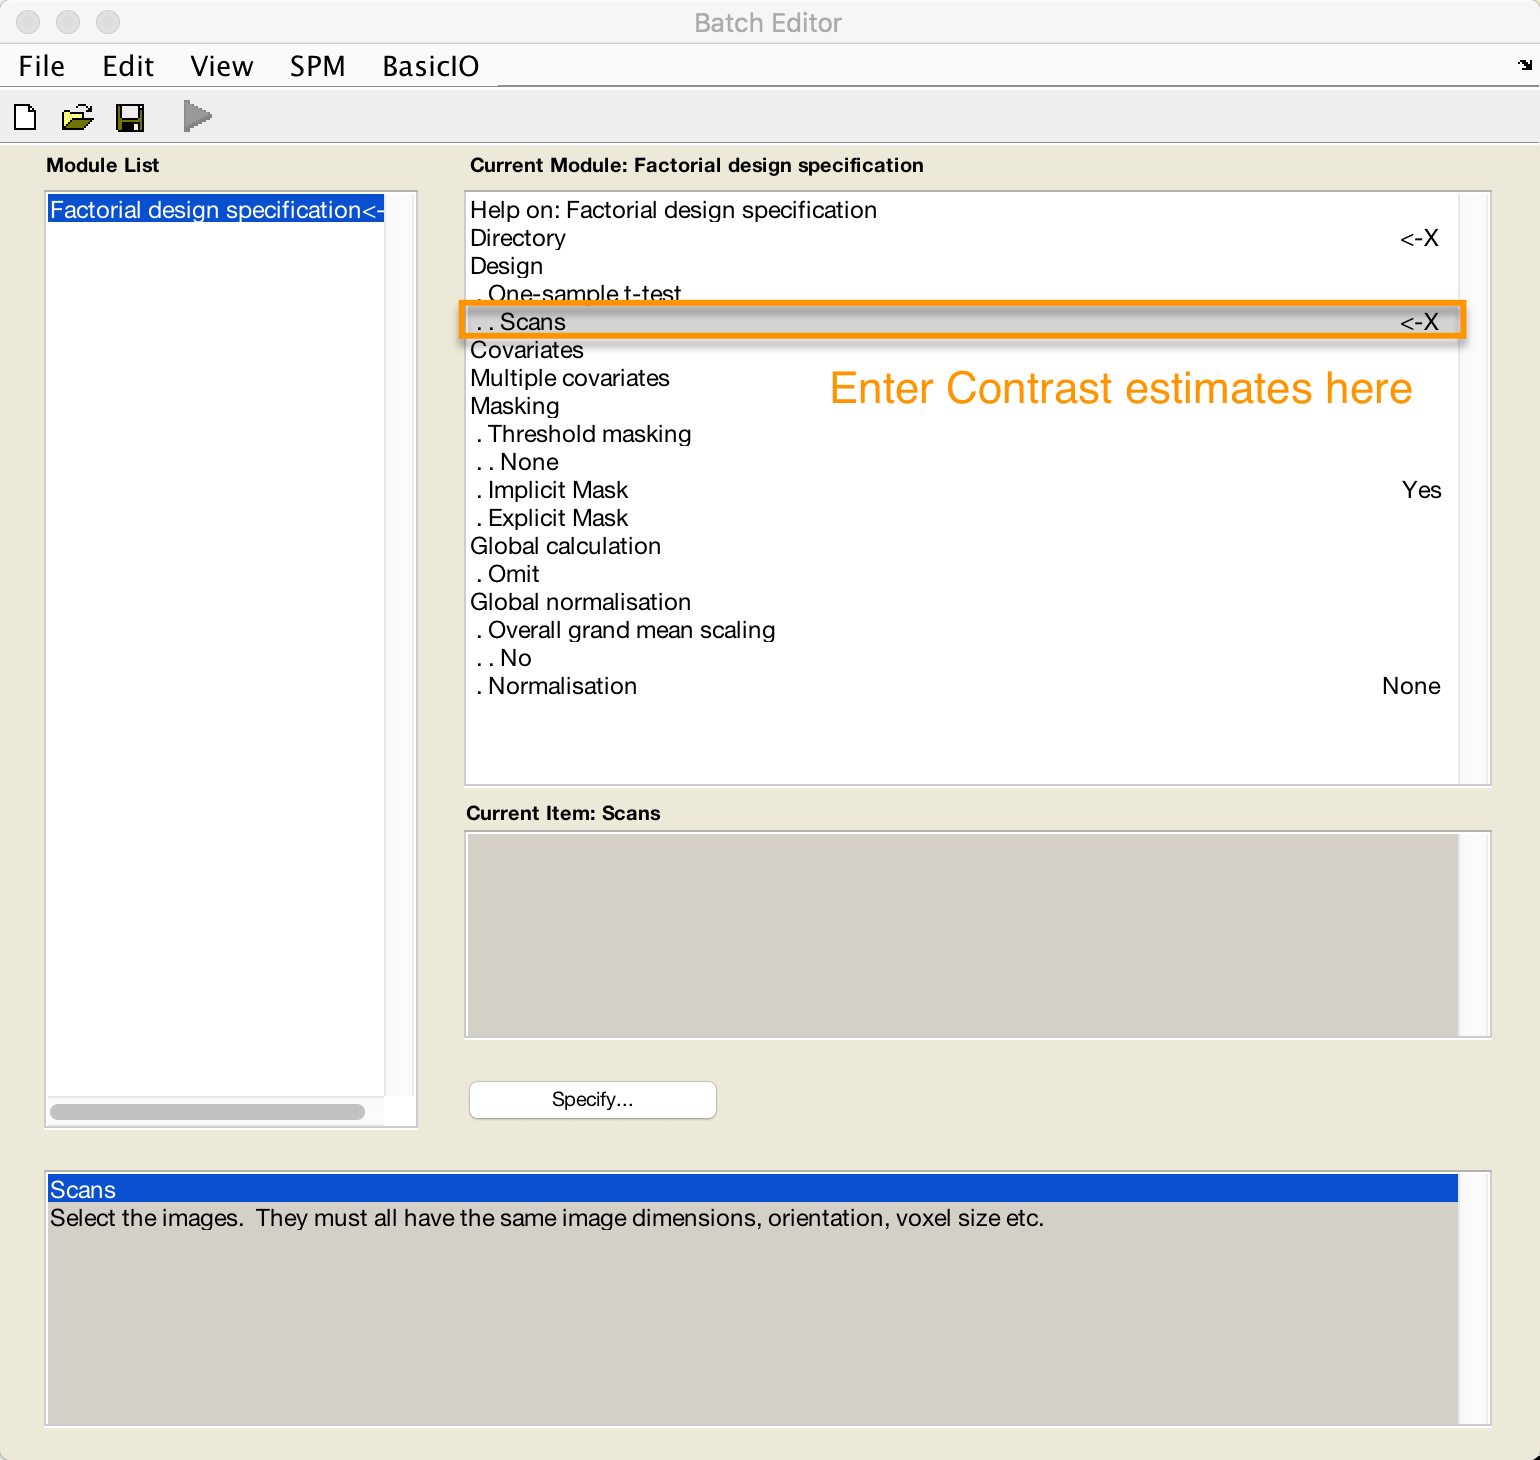 Batch Editor
File Edit View SPM BasicIO
Module List
Factorial design specification<-
Current Module: Factorial design specification
Help on: Factorial design specification
Directory <-X
Design
. One-sample t-test
. . Scans <-X
Covariates
Multiple covariates
Enter Contrast estimates here
Masking
. Threshold masking
. . None
. Implicit Mask Yes
. Explicit Mask
Global calculation
. Omit
Global normalisation
. Overall grand mean scaling
. . No
. Normalisation None
Current Item: Scans
Specify...
Scans
Select the images.  They must all have the same image dimensions, orientation, voxel size etc.